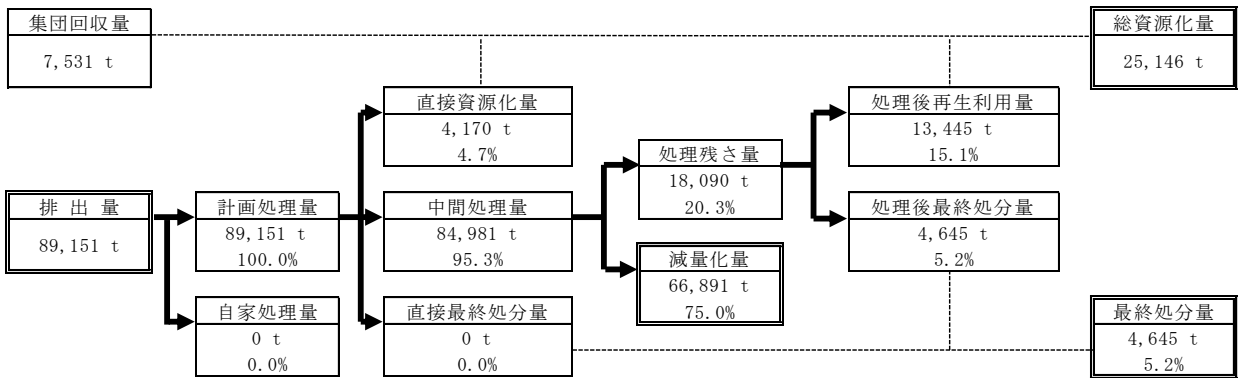 集団回収量
7,531 t
総資源化量
25,146 t
直接資源化量
4,170 t
4.7%
処理後再生利用量
13,445 t
15.1%
処理残さ量
18,090 t
20.3%
排出量
89,151 t
計画処理量
89,151 t
100.0%
中間処理量
84,981 t
95.3%
処理後最終処分量
4,645 t
5.2%
減量化量
66,891 t
75.0%
自家処理量
0 t
0.0%
直接最終処分量
0 t
0.0%
最終処分量
4,645 t
5.2%